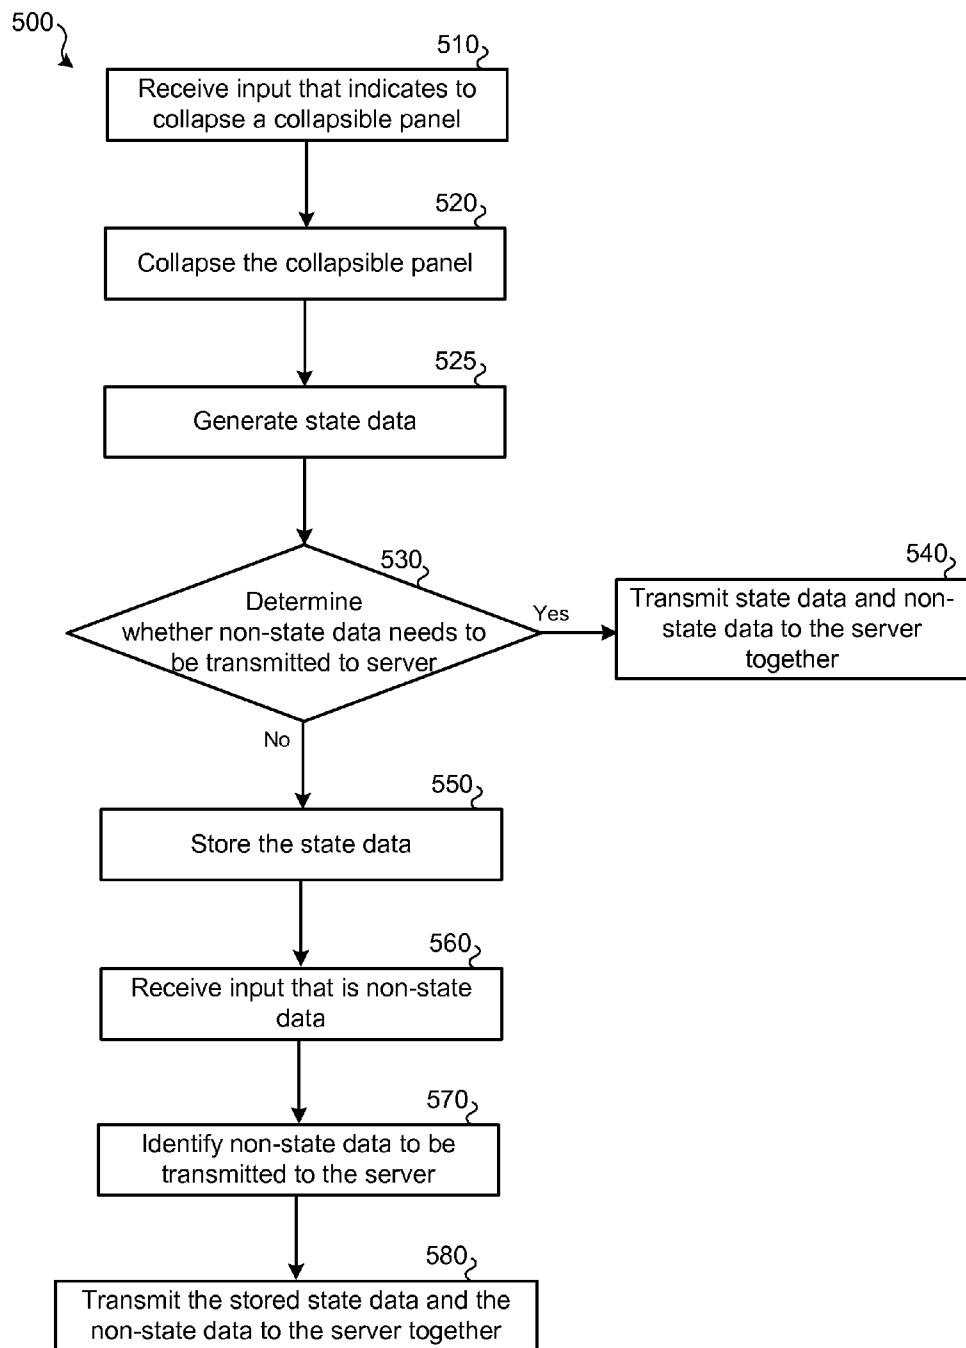 500
510
Receive input that indicates to
collapse a collapsible panel
520
Collapse the collapsible panel
525
Generate state data
530
Determine
whether non-state data needs to
be transmitted to server
Yes
540
Transmit state data and non-
state data to the server
together
No
550
Store the state data
560
Receive input that is non-state
data
570
Identify non-state data to be
transmitted to the server
580
Transmit the stored state data and the
non-state data to the server together